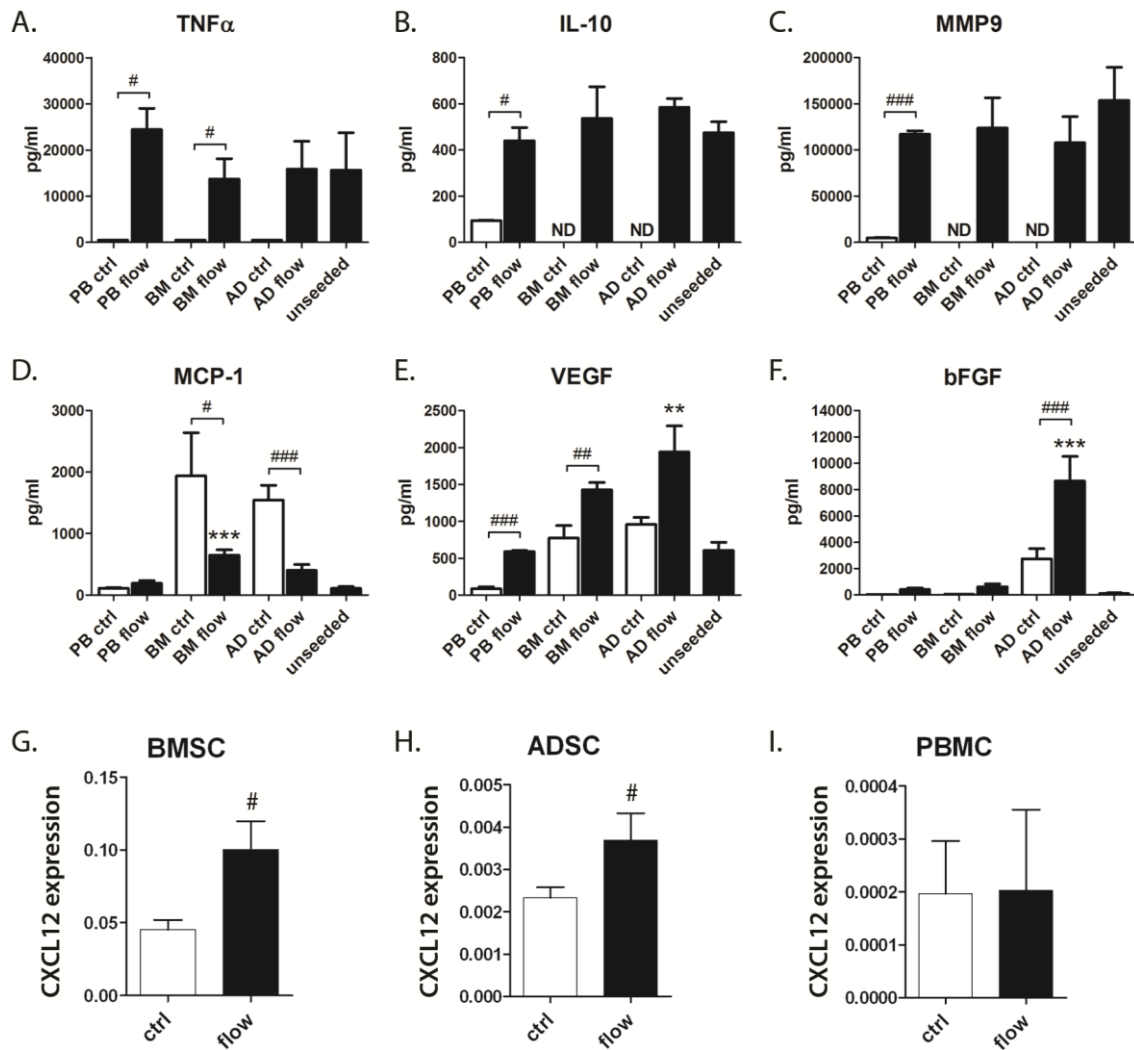 A. TNFα
pg/ml
40000
30000
20000
10000
0
#
#
PB ctrl
PB flow
BM ctrl
BM flow
AD ctrl
AD flow
unseeded
B. IL-10
pg/ml
800
600
400
200
0
#
ND
ND
PB ctrl
PB flow
BM ctrl
BM flow
AD ctrl
AD flow
unseeded
C. MMP9
pg/ml
200000
150000
100000
50000
0
###
ND
ND
PB ctrl
PB flow
BM ctrl
BM flow
AD ctrl
AD flow
unseeded
D. MCP-1
pg/ml
3000
2000
1000
0
#
***
###
PB ctrl
PB flow
BM ctrl
BM flow
AD ctrl
AD flow
unseeded
E. VEGF
pg/ml
2500
2000
1500
1000
500
0
###
##
**
PB ctrl
PB flow
BM ctrl
BM flow
AD ctrl
AD flow
unseeded
F. bFGF
pg/ml
14000
12000
10000
8000
6000
4000
2000
0
###
***
PB ctrl
PB flow
BM ctrl
BM flow
AD ctrl
AD flow
unseeded
G. BMSC
CXCL12 expression
0.15
0.10
0.05
0.00
#
ctrl
flow
H. ADSC
CXCL12 expression
0.005
0.004
0.003
0.002
0.001
0.000
#
ctrl
flow
I. PBMC
CXCL12 expression
0.0004
0.0003
0.0002
0.0001
0.0000
ctrl
flow